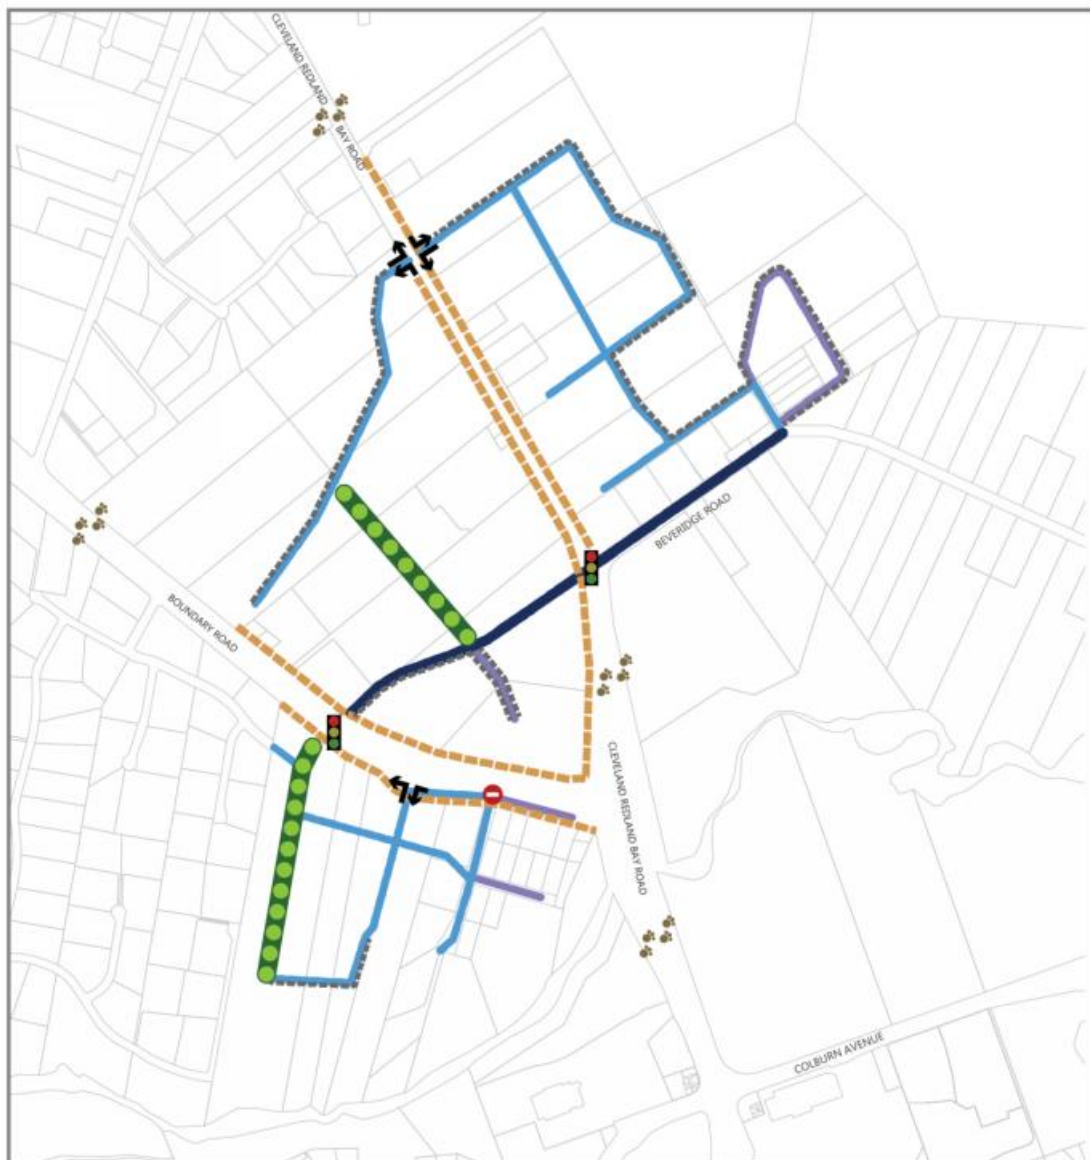 CLEVELAND REDLAND
BAY ROAD
BEVERIDGE ROAD
BOUNDARY ROAD
CLEVELAND REDLAND BAY ROAD
COLBURN AVENUE